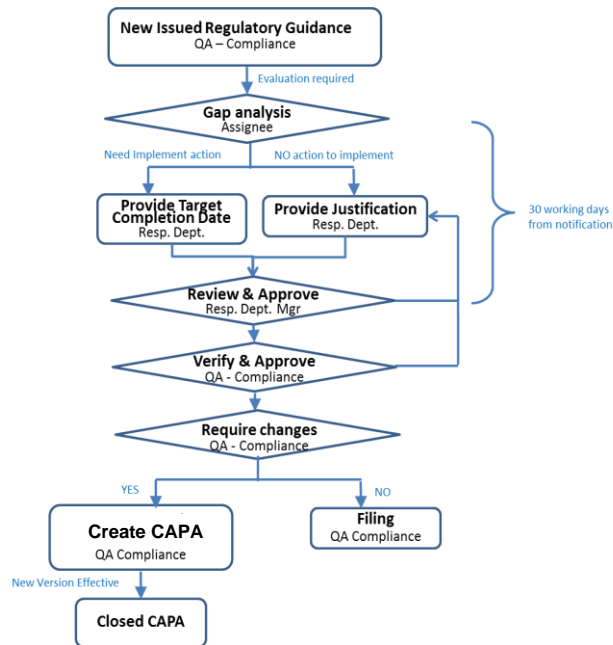 New Issued Regulatory Guidance
QA – Compliance
Evaluation required
Gap analysis
Assignee
Need Implement action
NO action to implement
Provide Target
Completion Date
Resp. Dept.
Provide Justification
Resp. Dept.
30 working days
from notification
Review & Approve
Resp. Dept. Mgr
Verify & Approve
QA - Compliance
Require changes
QA - Compliance
YES
NO
Create CAPA
QA Compliance
Filing
QA Compliance
New Version Effective
Closed CAPA